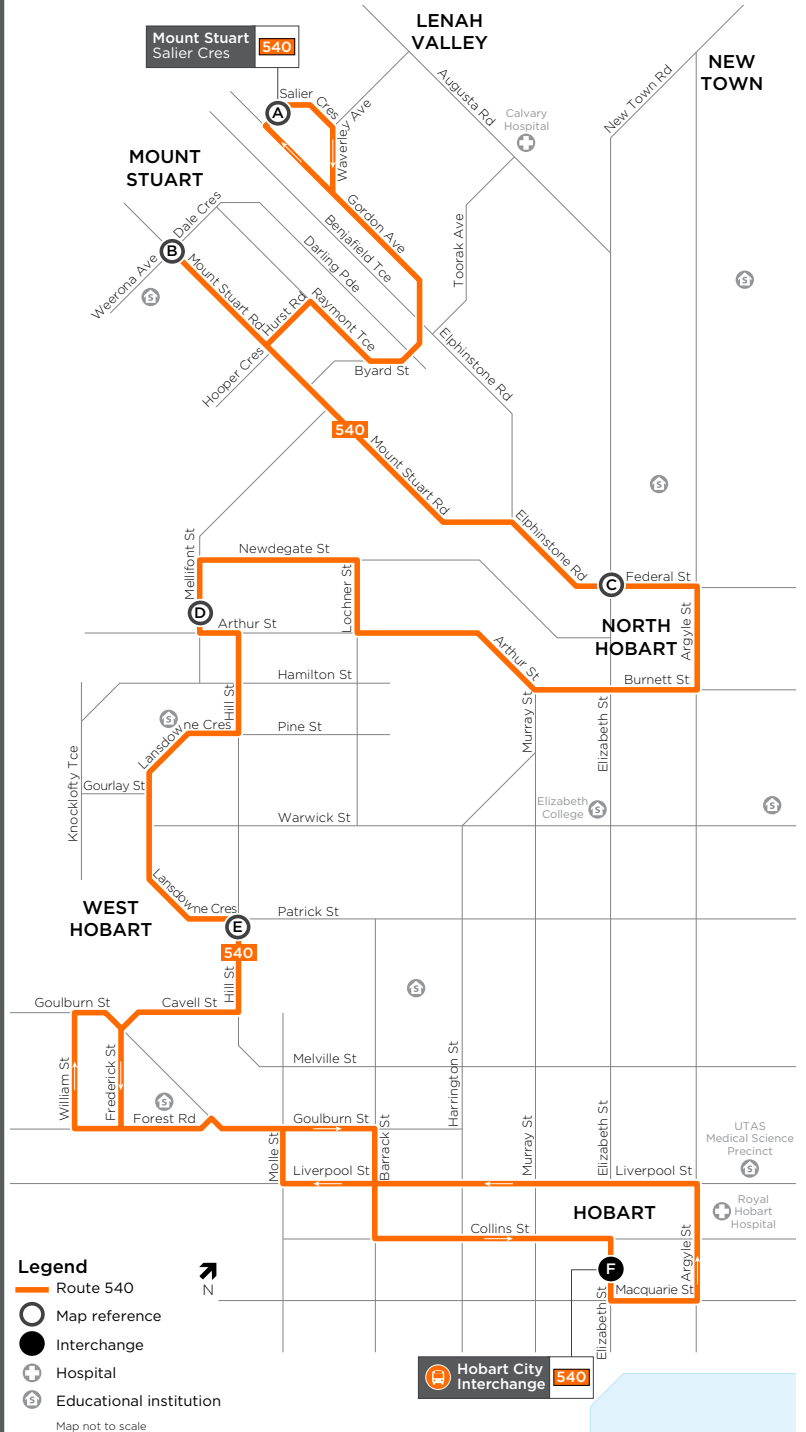 LENAH
VALLEY
Mount Stuart
Salier Cres
540
NEW
TOWN
Augusta Rd
New Town Rd
Salier Cres
A
Waverley Ave
Calvary
Hospital
MOUNT
STUART
Dale Cres
B
Weerona Ave
Gordon Ave
Benjafield Tce
Darling Pde
Toorak Ave
Mount Stuart Rd
Hurst Rd
Raymont Tce
Hooper Cres
Byard St
Elphinstone Rd
540
Mount Stuart Rd
Elphinstone Rd
Mellifont St
Newdegate St
Lochner St
C
Federal St
D
Arthur St
NORTH
HOBART
Argyle St
Arthur St
Hamilton St
Burnett St
Hill St
Murray St
Elizabeth St
Lansdowne Cres
Pine St
Knocklofty Tce
Gourlay St
Elizabeth
College
Warwick St
Lansdowne Cres
WEST
HOBART
Patrick St
E
540
Hill St
Goulburn St
Cavell St
William St
Frederick St
Melville St
Harrington St
Forest Rd
Goulburn St
Molle St
Barrack St
Murray St
Elizabeth St
UTAS
Medical Science
Precinct
Liverpool St
Liverpool St
Royal
Hobart
Hospital
HOBART
Collins St
Argyle St
F
Macquarie St
Elizabeth St
Legend
Route 540
N
Map reference
Interchange
Hospital
Educational institution
Map not to scale
Hobart City
Interchange
540